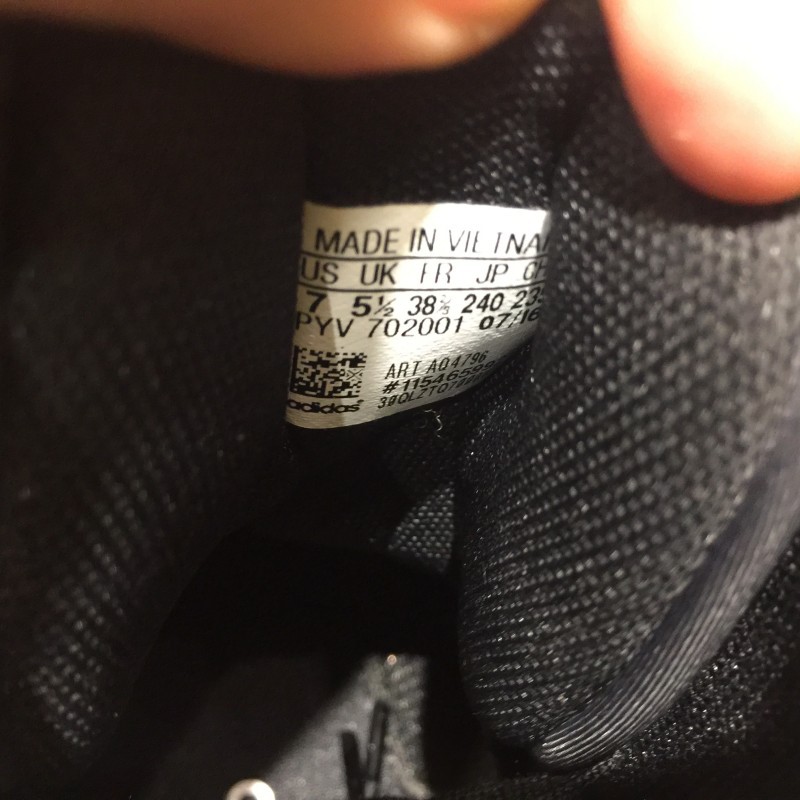 MADE IN VIETNA
US UK FR JP CH
7 5½ 38⅔ 240 235
PYV 702001 07/16
ART AQ4796
adidas